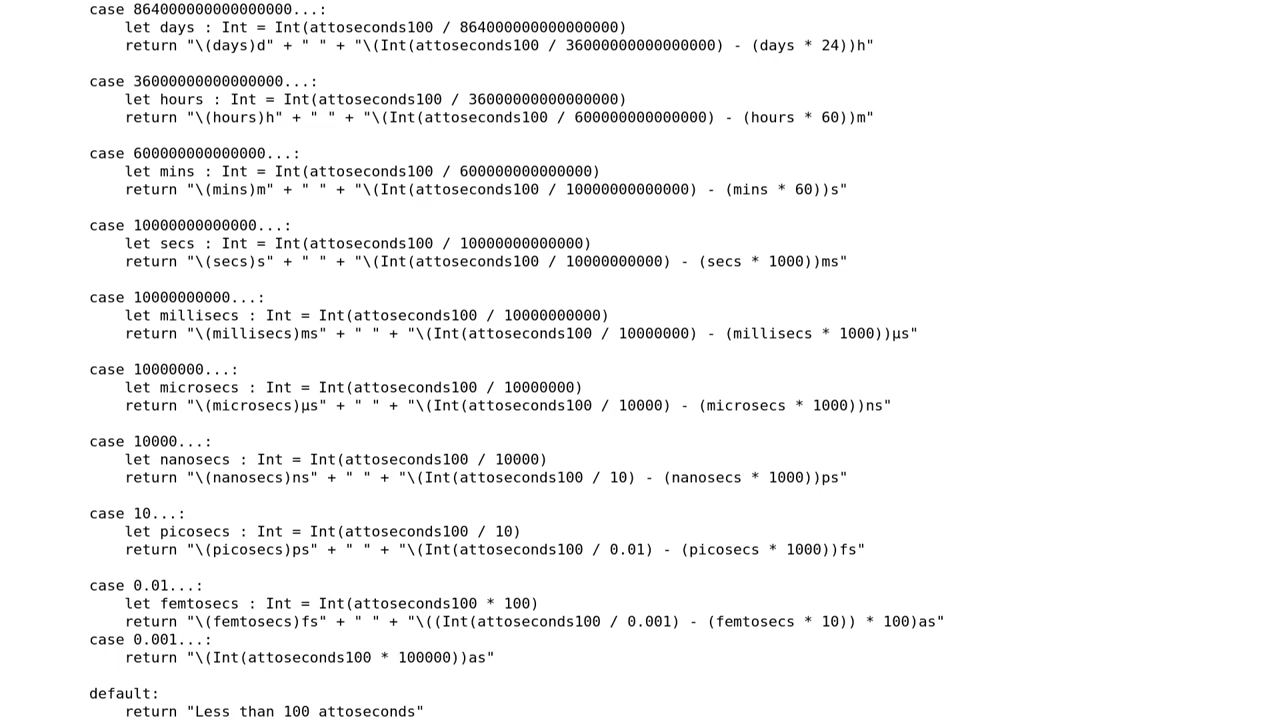 case 864000000000000000...:
let days : Int = Int(attoseconds100 / 864000000000000000)
return "\(days)d" + " " + "\(Int(attoseconds100 / 36000000000000000) - (days * 24))h"
case 36000000000000000...:
let hours : Int = Int(attoseconds100 / 36000000000000000)
return "\(hours)h" + " " + "\(Int(attoseconds100 / 600000000000000) - (hours * 60))m"
case 600000000000000...:
let mins : Int = Int(attoseconds100 / 600000000000000)
return "\(mins)m" + " " + "\(Int(attoseconds100 / 10000000000000) - (mins * 60))s"
case 10000000000000...:
let secs : Int = Int(attoseconds100 / 10000000000000)
return "\(secs)s" + " " + "\(Int(attoseconds100 / 10000000000) - (secs * 1000))ms"
case 10000000000...:
let millisecs : Int = Int(attoseconds100 / 10000000000)
return "\(millisecs)ms" + " " + "\(Int(attoseconds100 / 10000000) - (millisecs * 1000))µs"
case 10000000...:
let microsecs : Int = Int(attoseconds100 / 10000000)
return "\(microsecs)µs" + " " + "\(Int(attoseconds100 / 10000) - (microsecs * 1000))ns"
case 10000...:
let nanosecs : Int = Int(attoseconds100 / 10000)
return "\(nanosecs)ns" + " " + "\(Int(attoseconds100 / 10) - (nanosecs * 1000))ps"
case 10...:
let picosecs : Int = Int(attoseconds100 / 10)
return "\(picosecs)ps" + " " + "\(Int(attoseconds100 / 0.01) - (picosecs * 1000))fs"
case 0.01...:
let femtosecs : Int = Int(attoseconds100 * 100)
return "\(femtosecs)fs" + " " + "\((Int(attoseconds100 / 0.001) - (femtosecs * 10)) * 100)as"
case 0.001...:
return "\(Int(attoseconds100 * 100000))as"
default:
return "Less than 100 attoseconds"